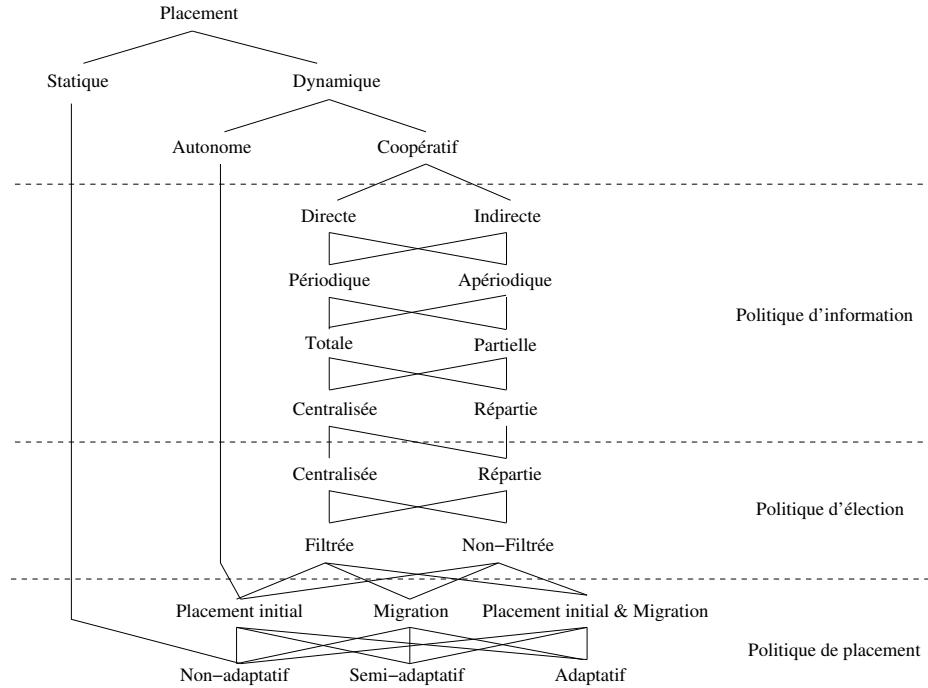 Placement
Statique
Dynamique
Autonome
Coopératif
Directe
Indirecte
Périodique
Apériodique
Politique d'information
Totale
Partielle
Centralisée
Répartie
Centralisée
Répartie
Politique d'élection
Filtrée
Non−Filtrée
Placement initial
Migration
Placement initial & Migration
Politique de placement
Non−adaptatif
Semi−adaptatif
Adaptatif